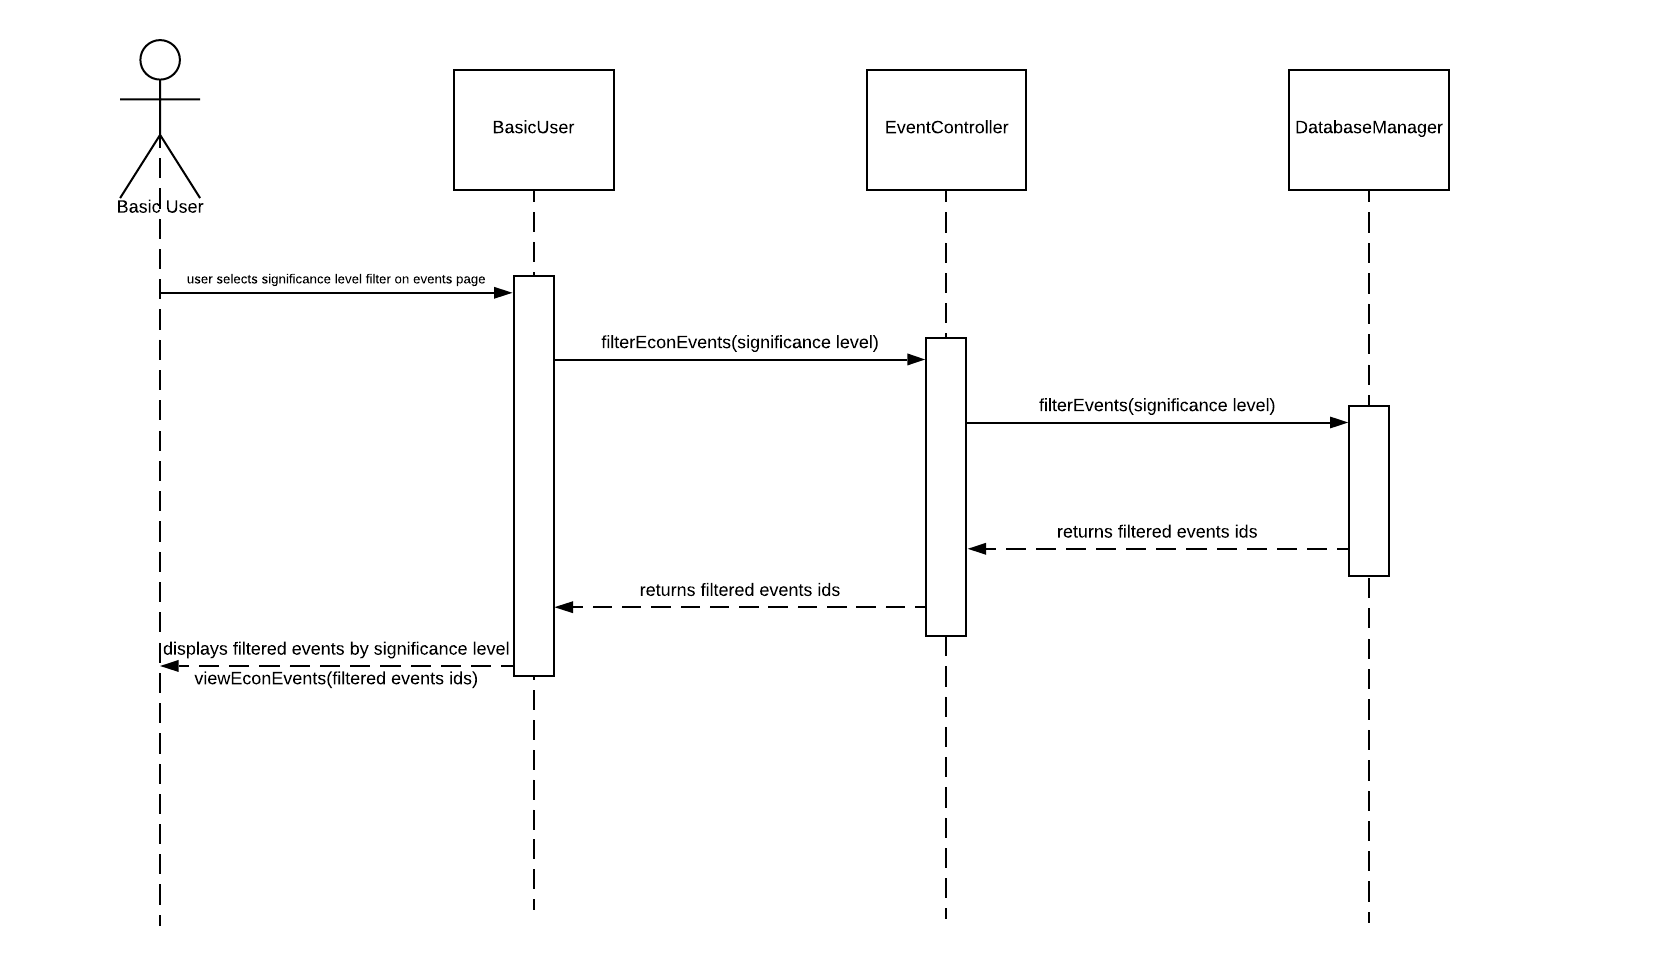 Basic User
BasicUser
EventController
DatabaseManager
user selects significance level filter on events page
filterEconEvents(significance level)
filterEvents(significance level)
returns filtered events ids
returns filtered events ids
displays filtered events by significance level
viewEconEvents(filtered events ids)